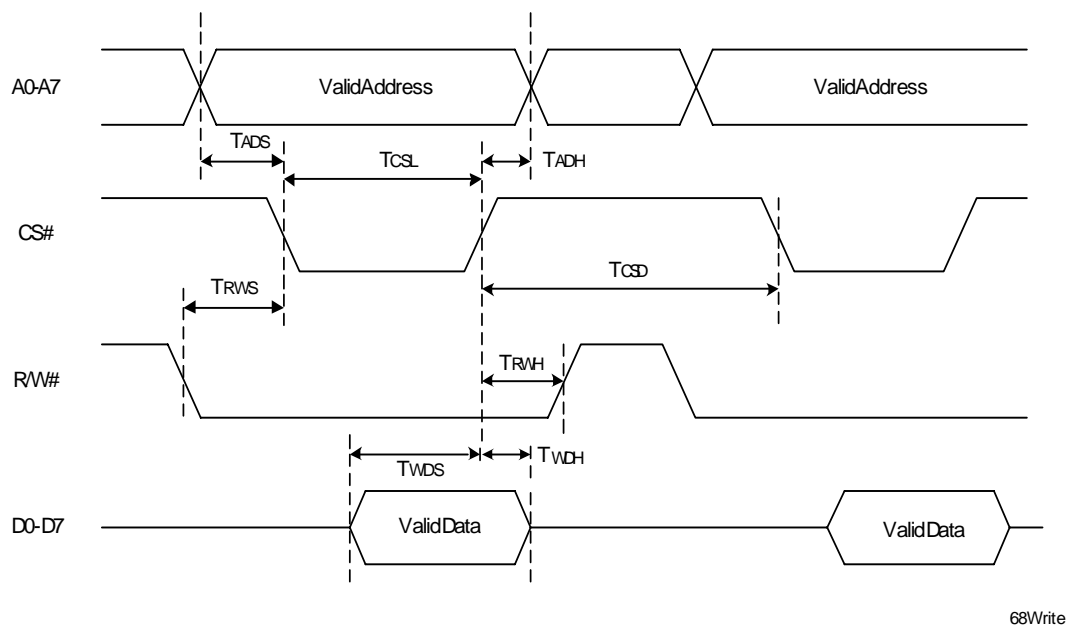 A0-A7
ValidAddress
ValidAddress
TADS
TCSL
TADH
CS#
TCSD
TRWS
R/W#
TRWH
TWDS
TWDH
D0-D7
ValidData
ValidData
68Write